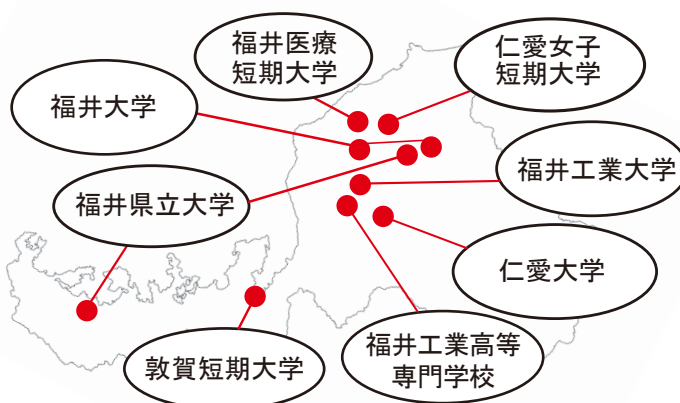 福井医療
短期大学
仁愛女子
短期大学
福井大学
福井工業大学
福井県立大学
仁愛大学
敦賀短期大学
福井工業高等
専門学校